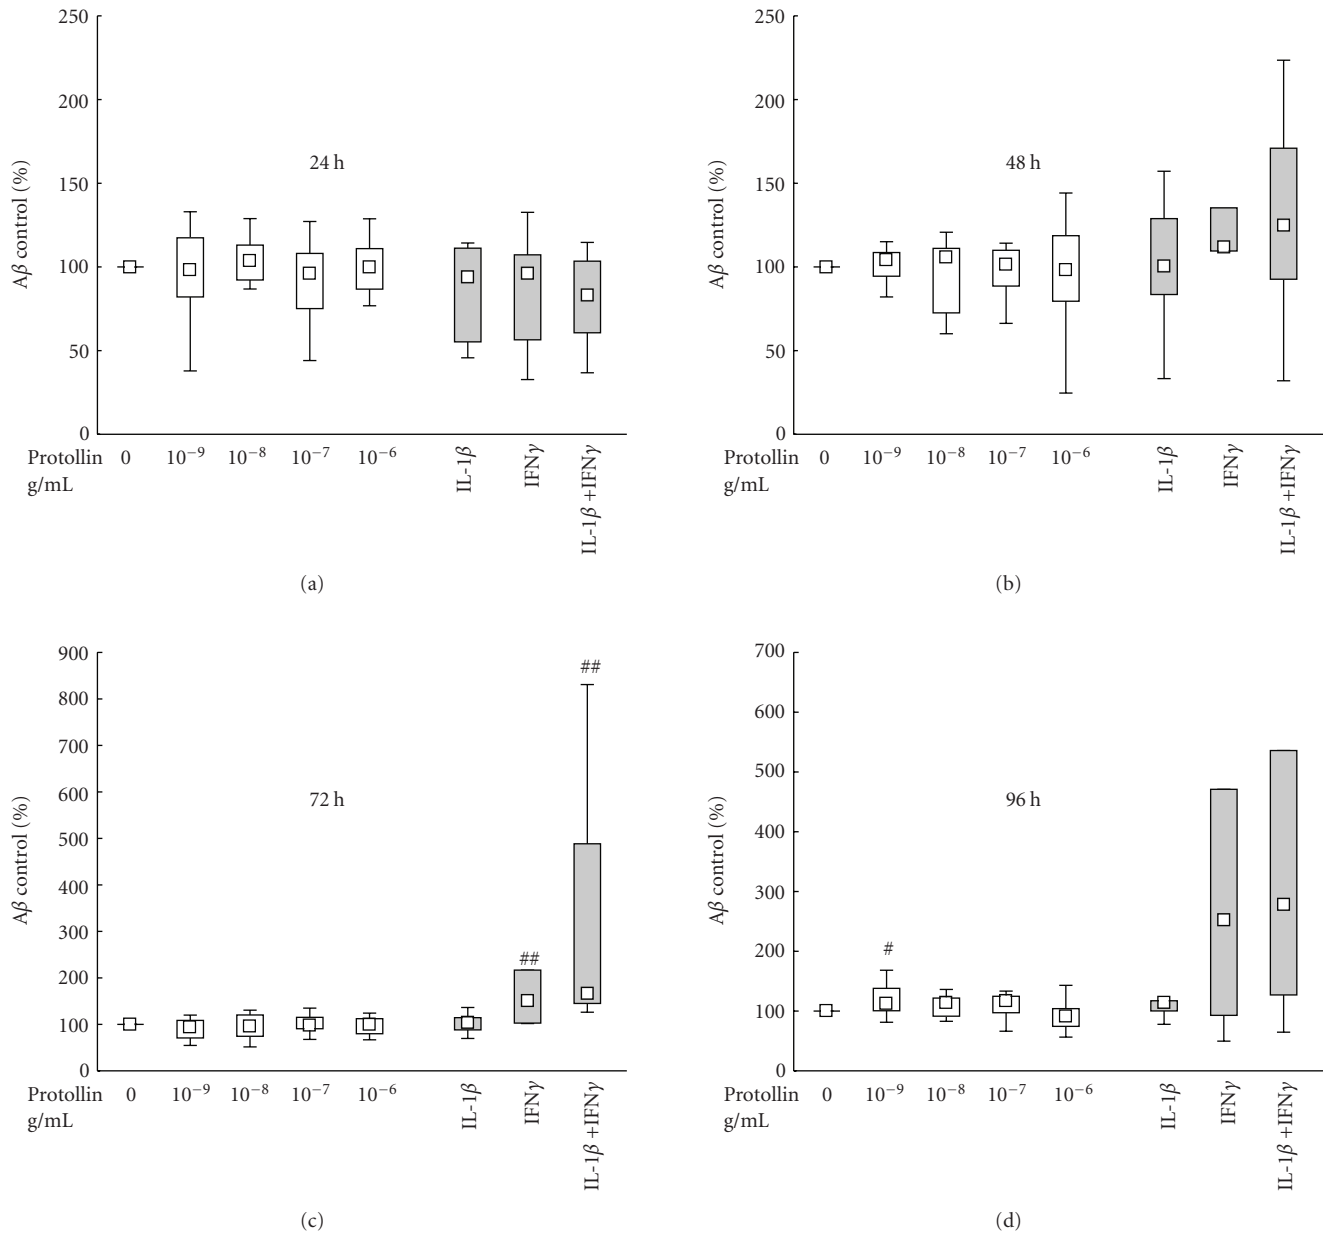 250
200
150
100
50
0
Aβ control (%)
24 h
Protollin 0 10⁻⁹ 10⁻⁸ 10⁻⁷ 10⁻⁶
g/mL
IL-1β
IFNγ
IL-1β +IFNγ
(a)
250
200
150
100
50
0
Aβ control (%)
48 h
Protollin 0 10⁻⁹ 10⁻⁸ 10⁻⁷ 10⁻⁶
g/mL
IL-1β
IFNγ
IL-1β +IFNγ
(b)
900
800
700
600
500
400
300
200
100
0
Aβ control (%)
72 h
##
##
Protollin 0 10⁻⁹ 10⁻⁸ 10⁻⁷ 10⁻⁶
g/mL
IL-1β
IFNγ
IL-1β +IFNγ
(c)
700
600
500
400
300
200
100
0
Aβ control (%)
96 h
#
Protollin 0 10⁻⁹ 10⁻⁸ 10⁻⁷ 10⁻⁶
g/mL
IL-1β
IFNγ
IL-1β +IFNγ
(d)